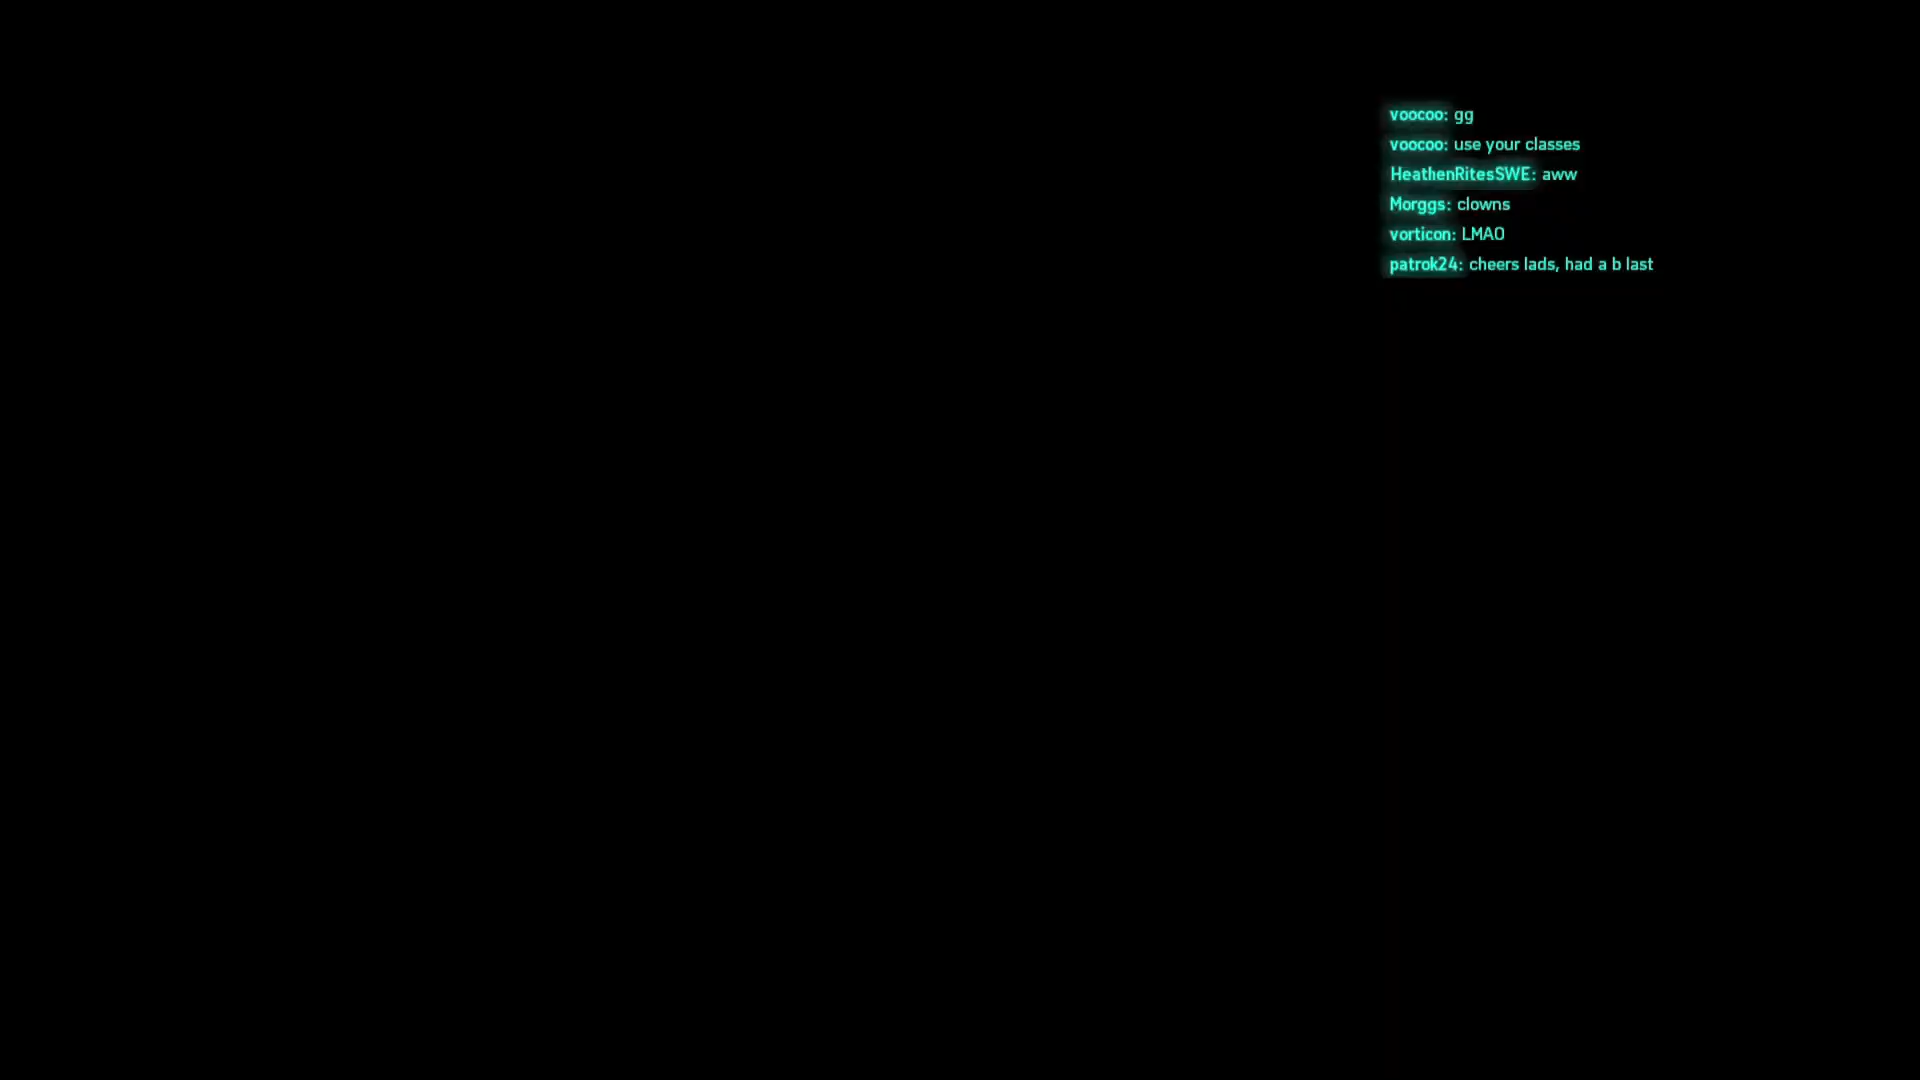 voocoo: gg
voocoo: use your classes
HeathenRitesSWE: aww
Morggs: clowns
vorticon: LMAO
patrok24: cheers lads, had a b last